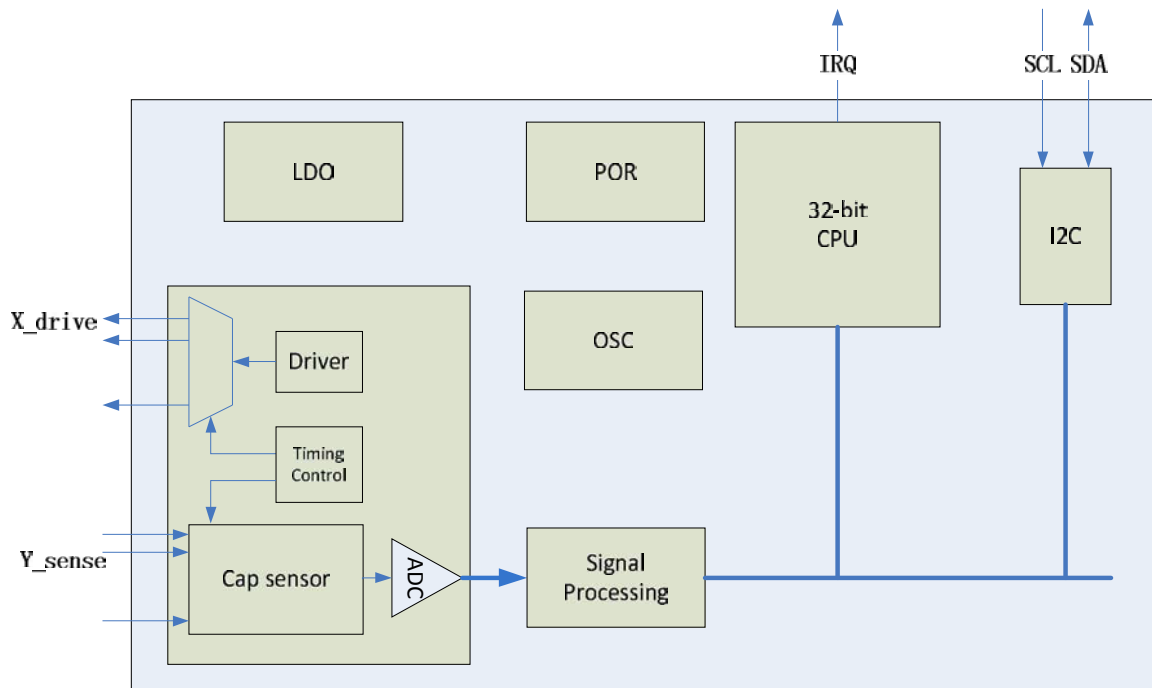 IRQ
SCL SDA
LDO
POR
32-bit
CPU
I2C
X_drive
Driver
OSC
Timing
Control
Y_sense
Cap sensor
ADC
Signal
Processing